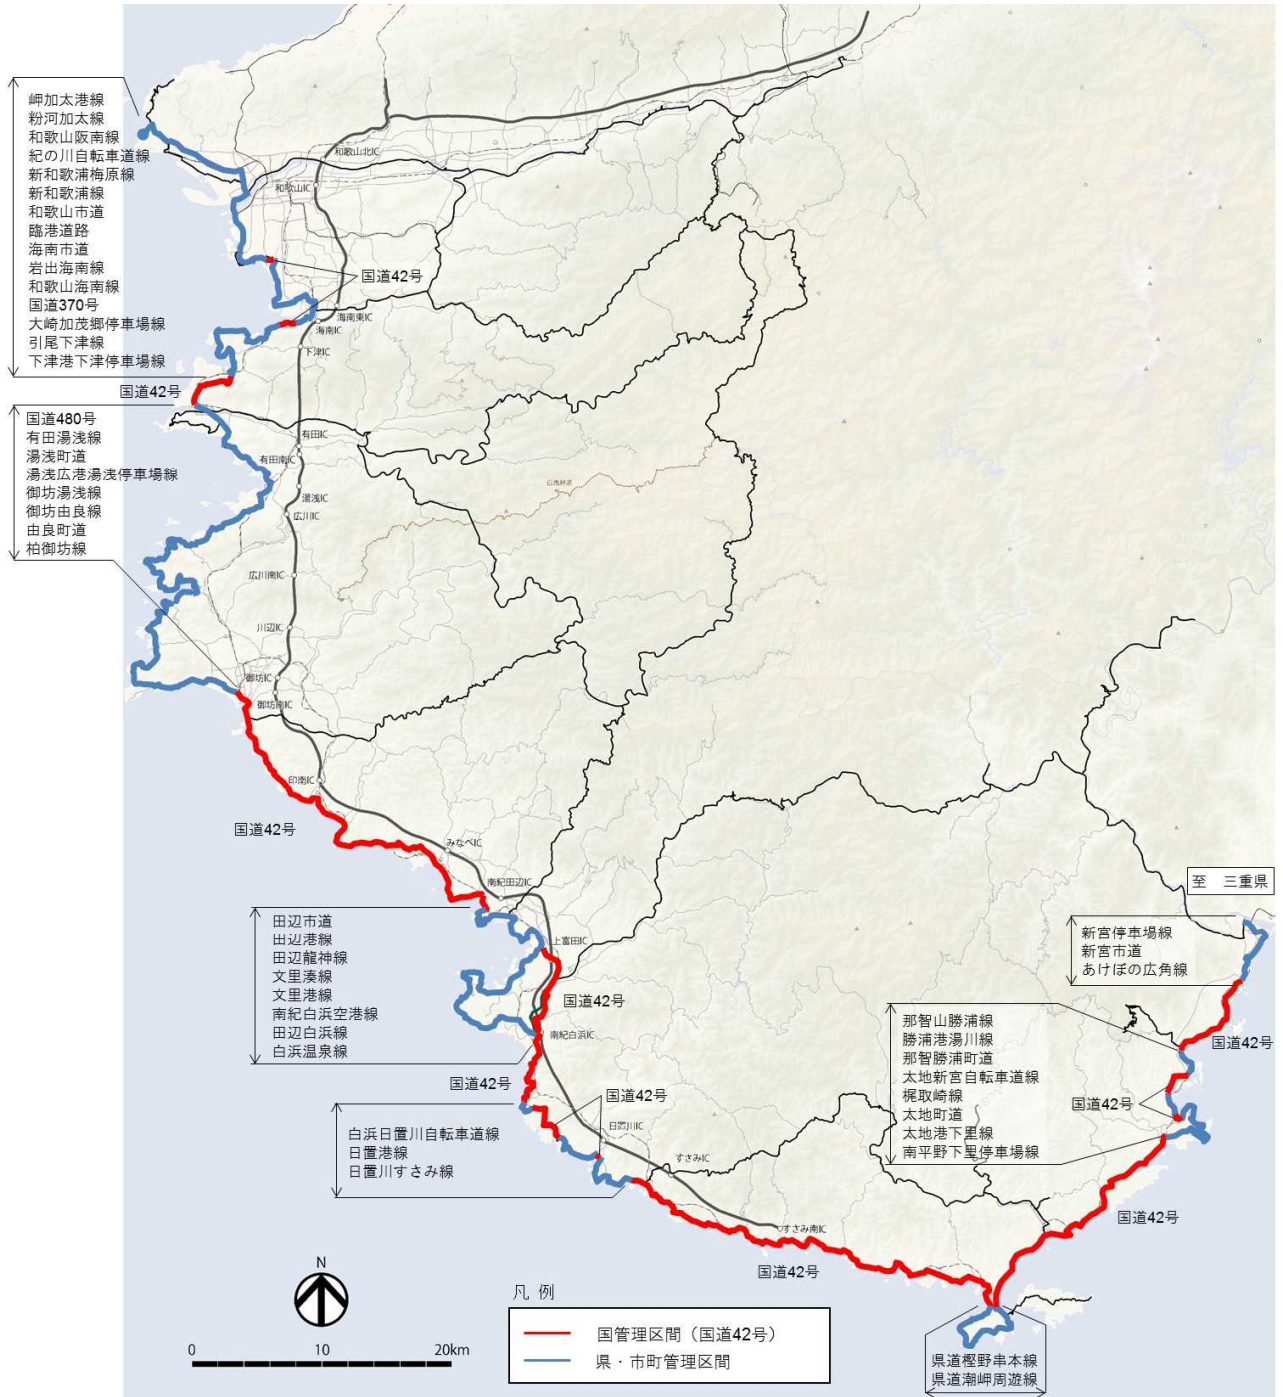 岬加太港線
粉河加太線
和歌山阪南線
紀の川自転車道線
新和歌浦梅原線
新和歌浦線
和歌山市道
臨港道路
海南市道
岩出海南線
和歌山海南線
国道370号
大崎加茂郷停車場線
引尾下津線
下津港下津停車場線
和歌山北IC
和歌山IC
国道42号
海南東IC
海南IC
下津IC
国道42号
国道480号
有田湯浅線
湯浅町道
湯浅広港湯浅停車場線
御坊湯浅線
御坊由良線
由良町道
柏御坊線
有田IC
有田南IC
湯浅IC
広川IC
白馬林道
広川南IC
川辺IC
御坊IC
御坊南IC
印南IC
国道42号
みなべIC
南紀田辺IC
田辺市道
田辺港線
田辺龍神線
文里湊線
文里港線
南紀白浜空港線
田辺白浜線
白浜温泉線
上富田IC
国道42号
南紀白浜IC
国道42号
国道42号
白浜日置川自転車道線
日置港線
日置川すさみ線
日置川IC
すさみIC
すさみ南IC
国道42号
至 三重県
新宮停車場線
新宮市道
あけぼの広角線
国道42号
那智山勝浦線
勝浦港湯川線
那智勝浦町道
太地新宮自転車道線
梶取崎線
太地町道
太地港下里線
南平野下里停車場線
国道42号
国道42号
県道樫野串本線
県道潮岬周遊線
N
0 10 20km
凡 例
国管理区間（国道42号）
県・市町管理区間